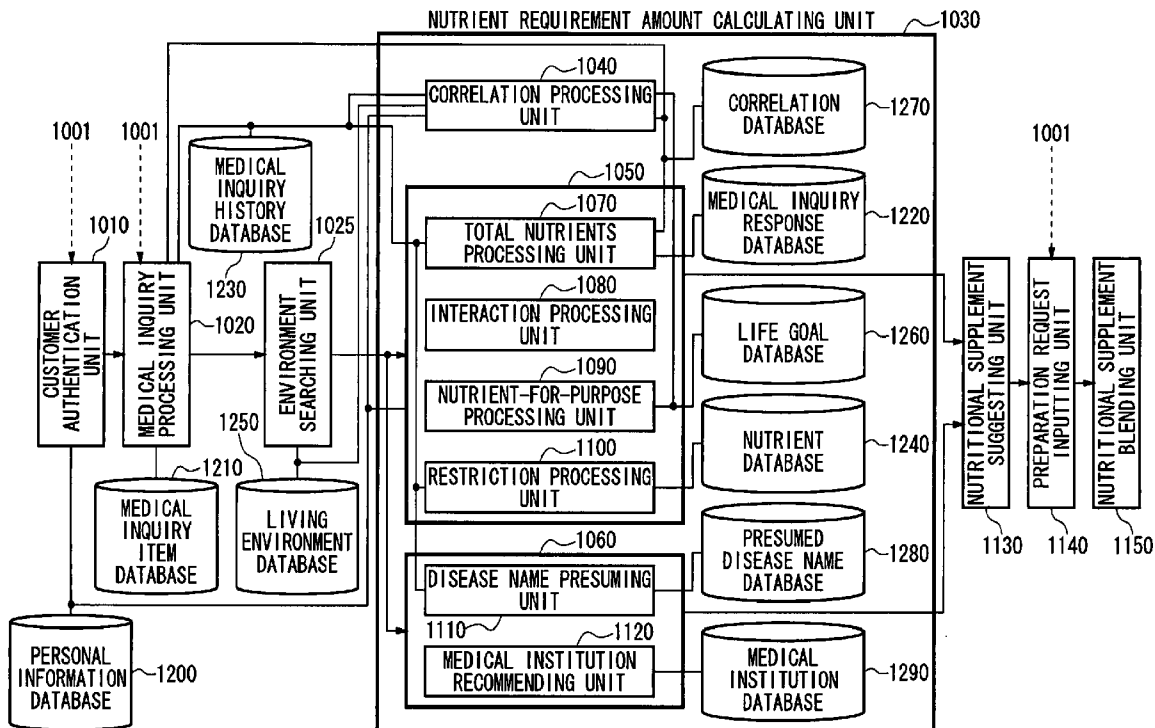 NUTRIENT REQUIREMENT AMOUNT CALCULATING UNIT
1030
1040
CORRELATION PROCESSING
UNIT
CORRELATION
DATABASE
1270
1001
1001
MEDICAL
INQUIRY
HISTORY
DATABASE
1230
1010
CUSTOMER
AUTHENTICATION
UNIT
MEDICAL INQUIRY
PROCESSING UNIT
1020
1025
ENVIRONMENT
SEARCHING UNIT
1050
1070
TOTAL NUTRIENTS
PROCESSING UNIT
MEDICAL INQUIRY
RESPONSE
DATABASE
1220
1080
INTERACTION PROCESSING
UNIT
LIFE GOAL
DATABASE
1260
1090
NUTRIENT-FOR-PURPOSE
PROCESSING UNIT
1100
RESTRICTION PROCESSING
UNIT
NUTRIENT
DATABASE
1240
1001
NUTRITIONAL SUPPLEMENT
SUGGESTING UNIT
1130
PREPARATION REQUEST
INPUTTING UNIT
1140
NUTRITIONAL SUPPLEMENT
BLENDING UNIT
1150
1210
MEDICAL
INQUIRY
ITEM
DATABASE
1250
LIVING
ENVIRONMENT
DATABASE
1060
DISEASE NAME PRESUMING
UNIT
1110
PRESUMED
DISEASE NAME
DATABASE
1280
1120
MEDICAL INSTITUTION
RECOMMENDING UNIT
MEDICAL
INSTITUTION
DATABASE
1290
PERSONAL
INFORMATION
DATABASE
1200